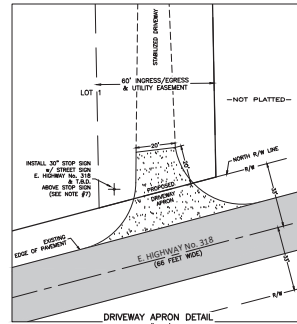 STABILIZED DRIVEWAY
60' INGRESS/EGRESS
& UTILITY EASEMENT
LOT 1
-NOT PLATTED-
INSTALL 30" STOP SIGN
w/ STREET SIGN
E. HIGHWAY No. 318
& T.B.D.
ABOVE STOP SIGN
(SEE NOTE #7)
20'
20'
NORTH R/W LINE
PROPOSED
DRIVEWAY
APRON
33'
EXISTING
EDGE OF PAVEMENT
E. HIGHWAY No. 318
(66 FEET WIDE)
33'
R/W
R/W
DRIVEWAY APRON DETAIL